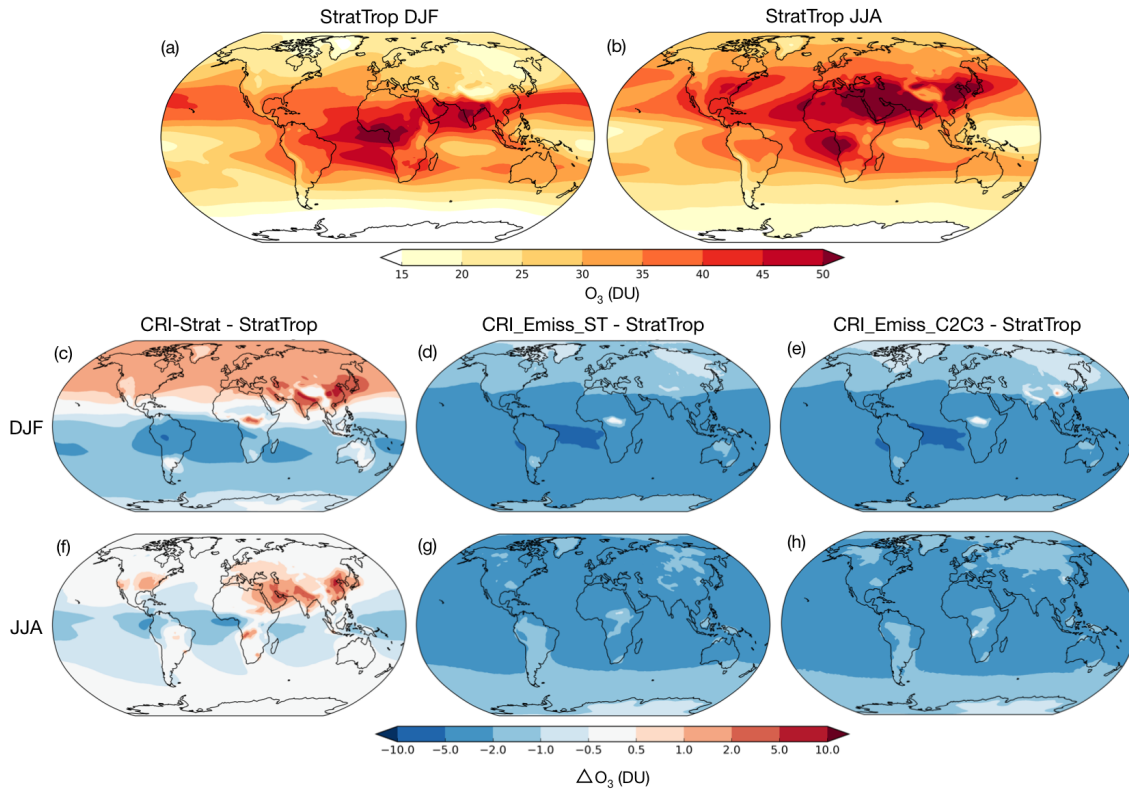 StratTrop DJF StratTrop JJA
(a) (b)
15 20 25 30 35 40 45 50
O₃ (DU)
CRI-Strat - StratTrop CRI_Emiss_ST - StratTrop CRI_Emiss_C2C3 - StratTrop
(c) (d) (e)
DJF
(f) (g) (h)
JJA
−10.0 −5.0 −2.0 −1.0 −0.5 0.5 1.0 2.0 5.0 10.0
△O₃ (DU)